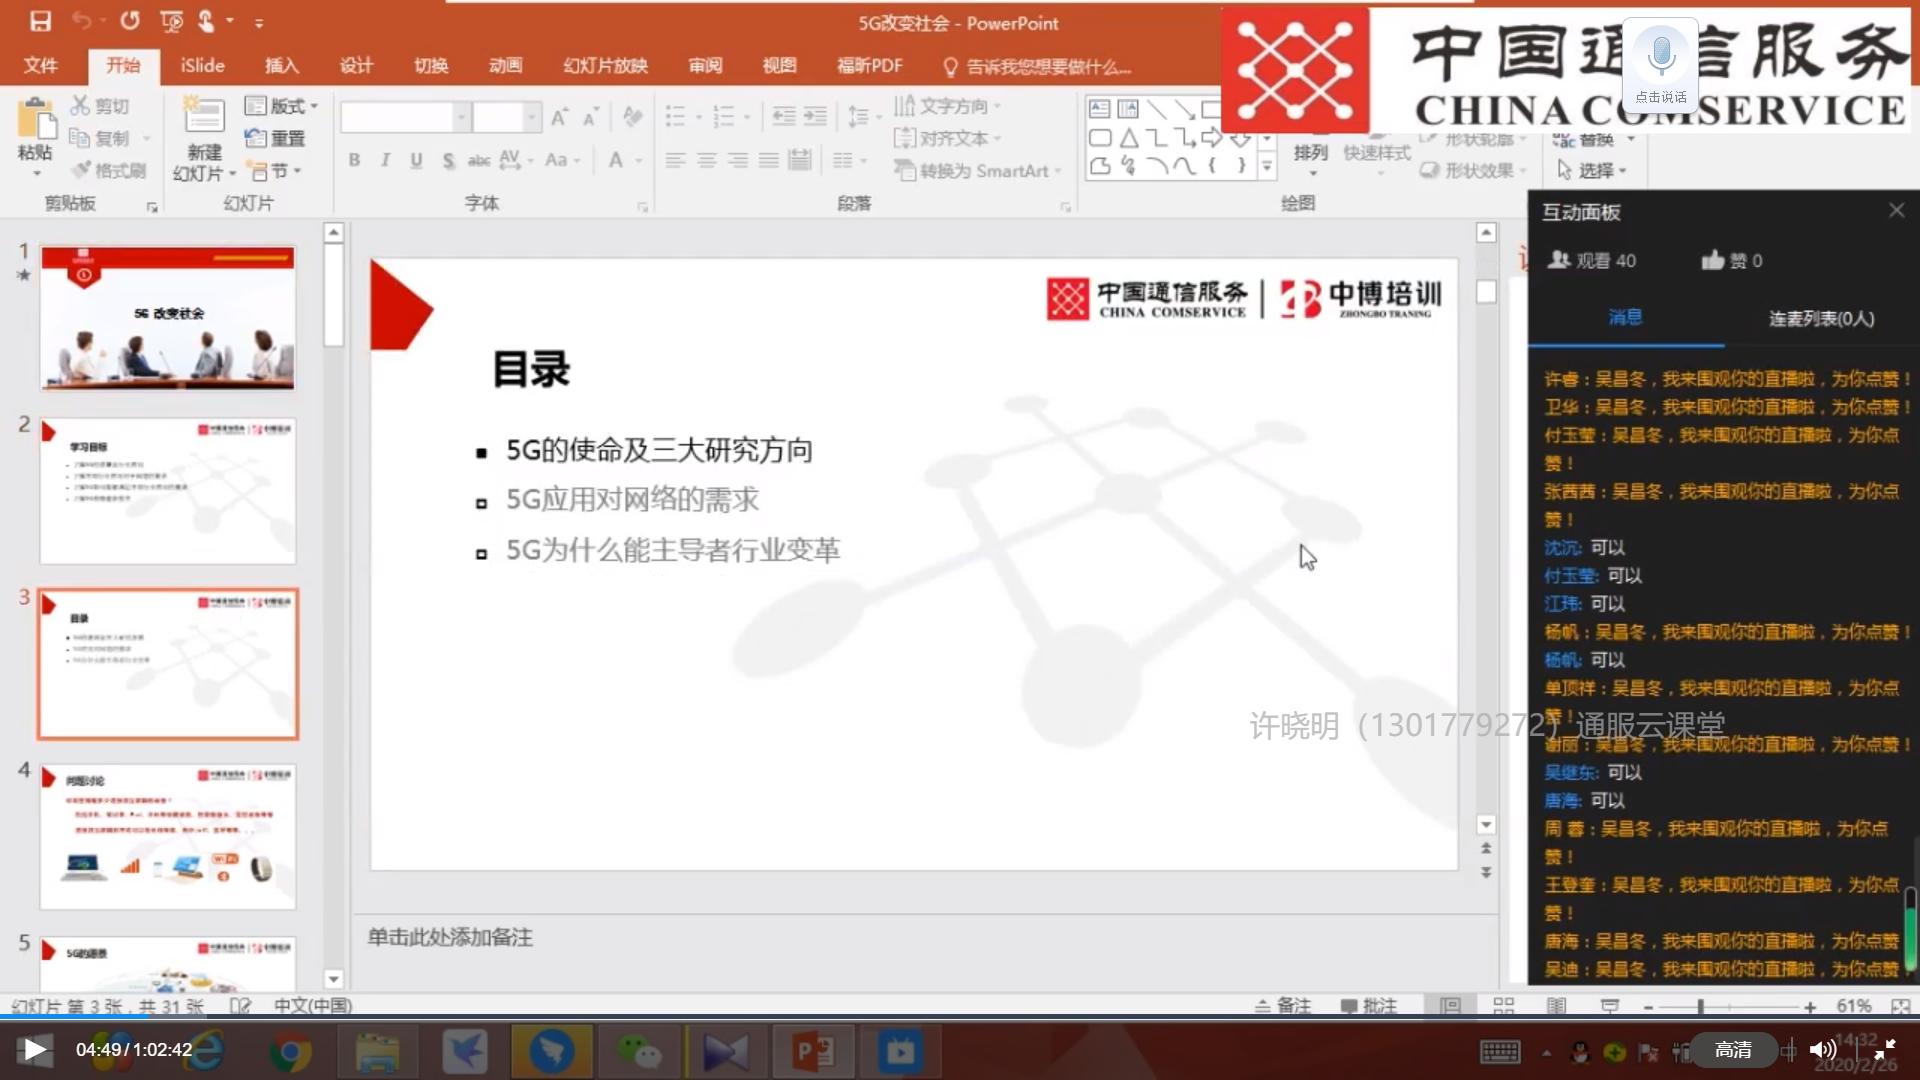 5G改变社会 - PowerPoint
文件 开始 iSlide 插入 设计 切换 动画 幻灯片放映 审阅 视图 福昕PDF 告诉我您想要做什么...
中国通信服务
CHINA COMSERVICE
点击说话
粘贴
剪切
复制
格式刷
剪贴板
新建
幻灯片
版式
重置
节
幻灯片
B I U S abc AV Aa A
字体
文字方向
对齐文本
转换为 SmartArt
段落
排列
快速样式
形状轮廓
形状效果
绘图
替换
选择
1
5G 改变社会
2
学习目标
3
目录
4
问题讨论
5
5G的愿景
中国通信服务
CHINA COMSERVICE
中博培训
ZHONGBO TRANING
目录
5G的使命及三大研究方向
5G应用对网络的需求
5G为什么能主导者行业变革
单击此处添加备注
互动面板
观看 40
赞 0
消息
连麦列表(0人)
许睿：吴昌冬，我来围观你的直播啦，为你点赞！
卫华：吴昌冬，我来围观你的直播啦，为你点赞！
付玉莹：吴昌冬，我来围观你的直播啦，为你点
赞！
张茜茜：吴昌冬，我来围观你的直播啦，为你点
赞！
沈沉: 可以
付玉莹: 可以
江玮: 可以
杨帆：吴昌冬，我来围观你的直播啦，为你点赞！
杨帆: 可以
单顶祥：吴昌冬，我来围观你的直播啦，为你点
赞！
谢丽：吴昌冬，我来围观你的直播啦，为你点赞！
吴继东: 可以
唐海: 可以
周 蓉：吴昌冬，我来围观你的直播啦，为你点
赞！
王登奎：吴昌冬，我来围观你的直播啦，为你点
赞！
唐海：吴昌冬，我来围观你的直播啦，为你点赞
吴迪：吴昌冬，我来围观你的直播啦，为你点赞！
许晓明（1301779272）通服云课堂
幻灯片 第 3 张，共 31 张 中文(中国)
备注 批注 61%
04:49/1:02:42
高清
14:32
2020/2/26